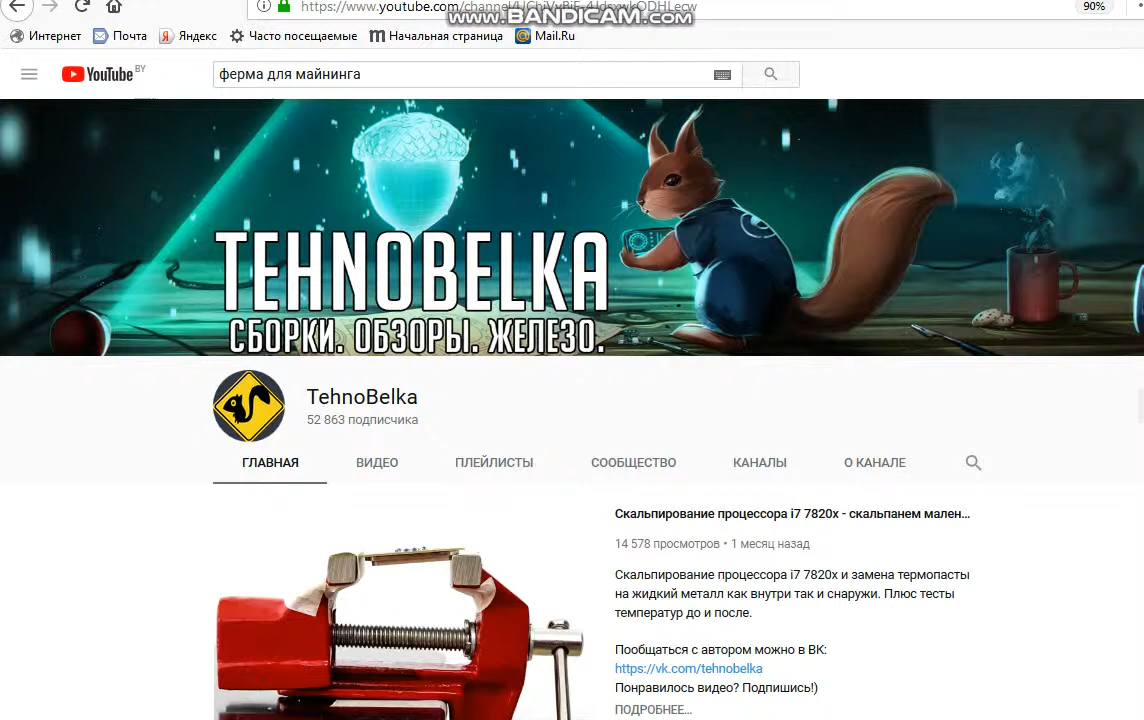 https://www.youtube.com/channel/
90%
www.BANDICAM.com
Интернет
Почта
Яндекс
Часто посещаемые
Начальная страница
Mail.Ru
YouTube BY
ферма для майнинга
TEHNOBELKA
СБОРКИ. ОБЗОРЫ. ЖЕЛЕЗО.
TehnoBelka
52 863 подписчика
ГЛАВНАЯ
ВИДЕО
ПЛЕЙЛИСТЫ
СООБЩЕСТВО
КАНАЛЫ
О КАНАЛЕ
Скальпирование процессора i7 7820x - скальпанем мален...
14 578 просмотров • 1 месяц назад
Скальпирование процессора i7 7820x и замена термопасты
на жидкий металл как внутри так и снаружи. Плюс тесты
температур до и после.
Пообщаться с автором можно в ВК:
https://vk.com/tehnobelka
Понравилось видео? Подпишись!)
ПОДРОБНЕЕ...